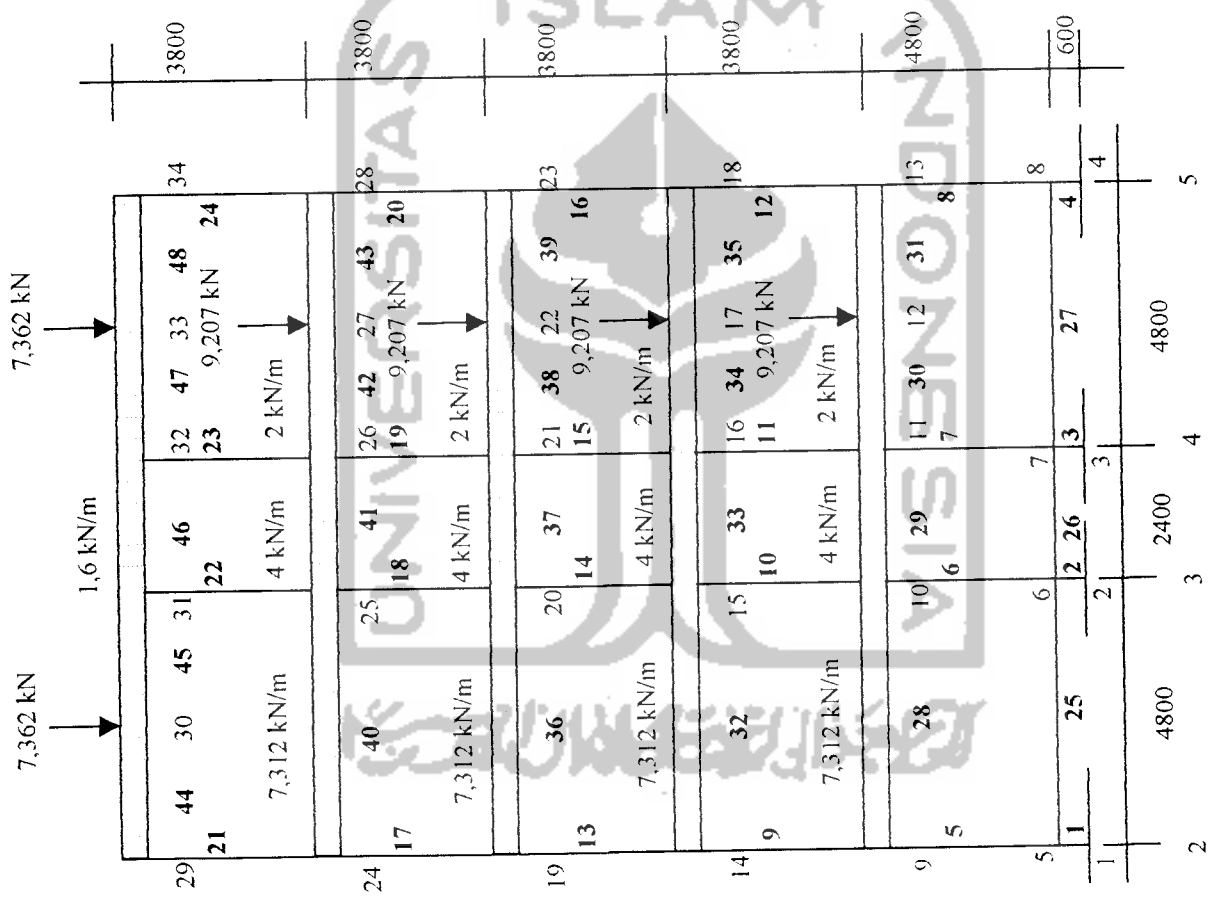 7,362 kN 7,362 kN
1,6 kN/m
ISLAM
29 44 30 45 31 46 32 47 33 48 34 3800
21 22 23 9,207 kN 24
7,312 kN/m 4 kN/m 2 kN/m
24 40 25 41 26 42 27 43 28 3800
17 18 19 9,207 kN 20
7,312 kN/m 4 kN/m 2 kN/m
19 36 20 37 21 38 22 39 23 3800
13 14 15 9,207 kN 16
7,312 kN/m 4 kN/m 2 kN/m
14 32 15 33 16 34 17 35 18 3800
9 10 11 9,207 kN 12
7,312 kN/m 4 kN/m 2 kN/m
9 28 10 29 11 30 12 31 13 4800
5 6 7 8
5 6 7 8
1 25 2 26 3 27 4 600
1 2 3 4
4800 2400 4800
2 3 4 5
UNIVERSITAS
INDONESIA